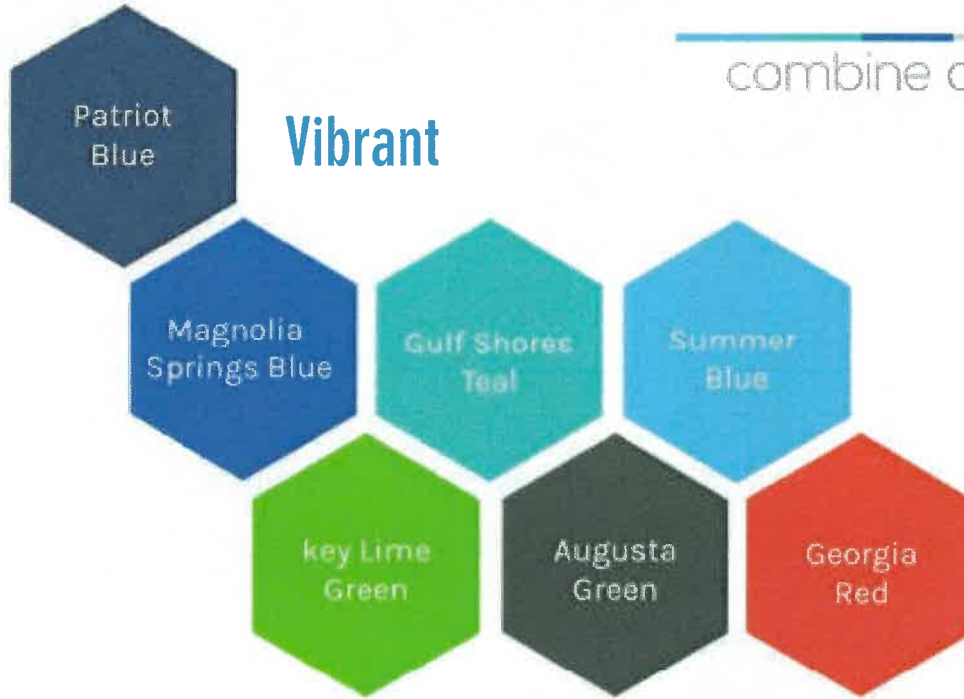 combine
Patriot
Blue
Vibrant
Magnolia
Springs Blue
Gulf Shores
Teal
Summer
Blue
key Lime
Green
Augusta
Green
Georgia
Red